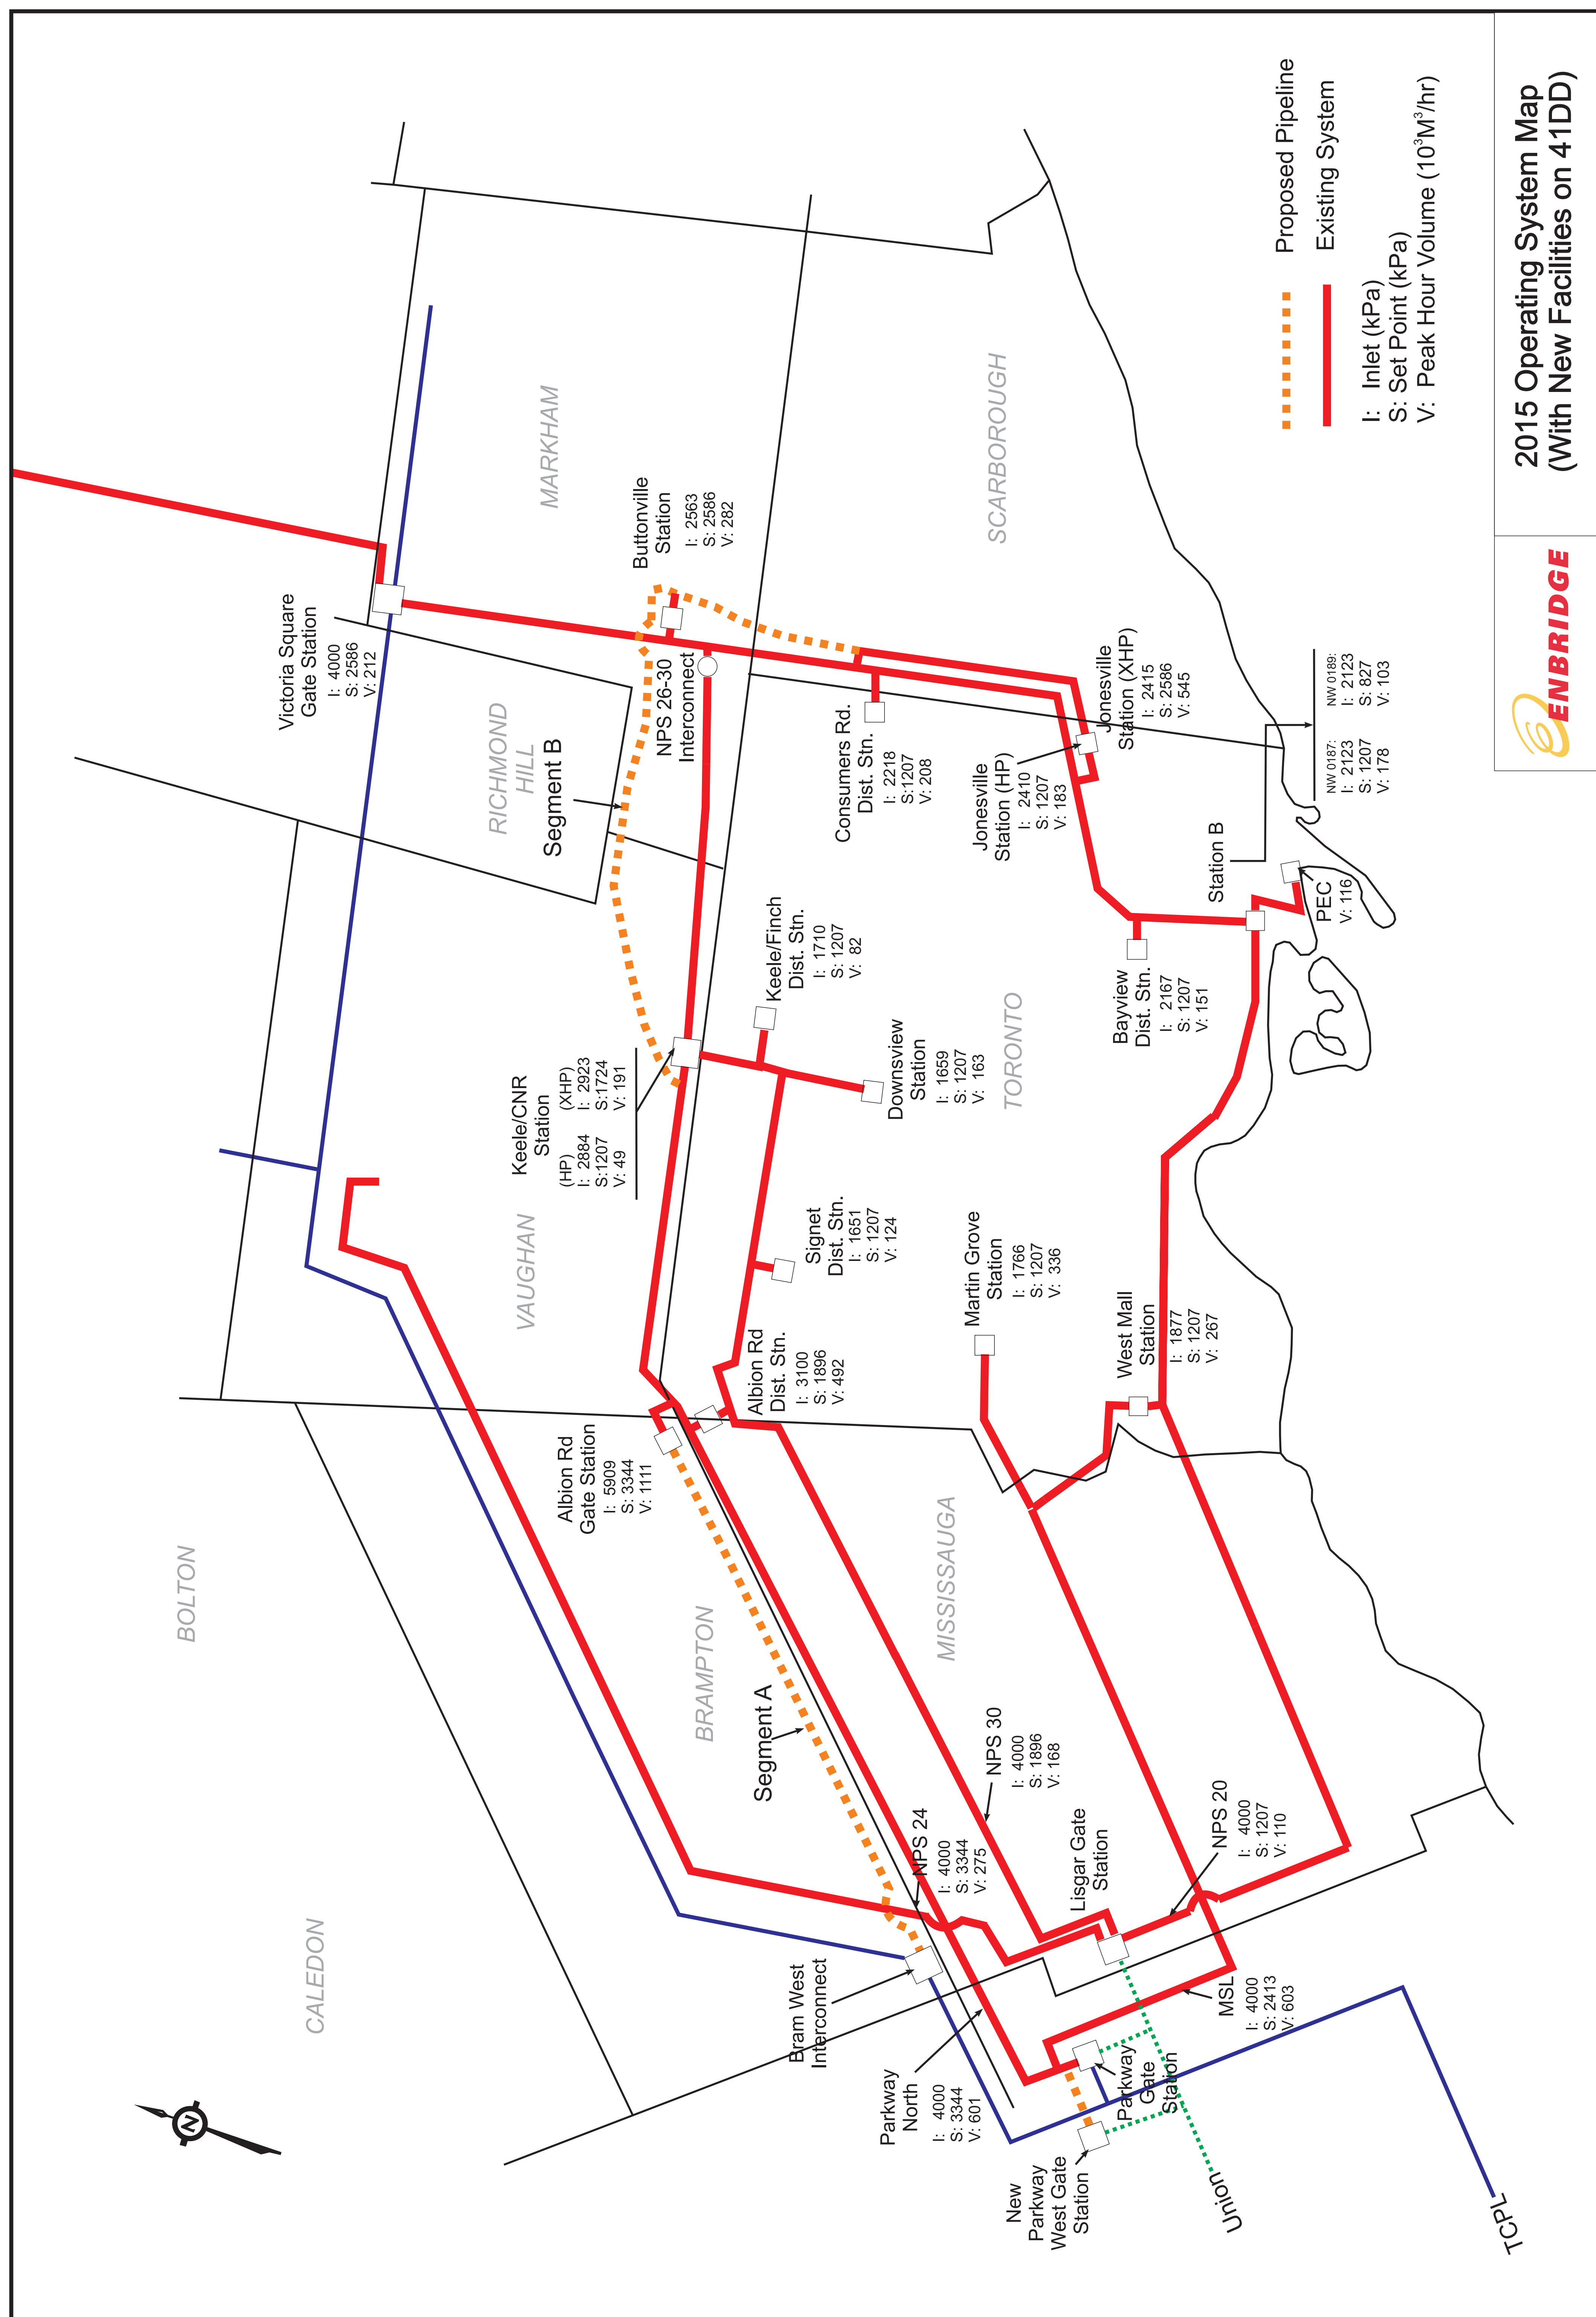 BOLTON
CALEDON
BRAMPTON
VAUGHAN
RICHMOND
HILL
MARKHAM
SCARBOROUGH
TORONTO
MISSISSAUGA
Victoria Square
Gate Station
I: 4000
S: 2586
V: 212
Buttonville
Station
I: 2563
S: 2586
V: 282
Segment B
NPS 26-30
Interconnect
Keele/CNR
Station
(HP)
I: 2884
S:1207
V: 49
(XHP)
I: 2923
S:1724
V: 191
Keele/Finch
Dist. Stn.
I: 1710
S: 1207
V: 82
Consumers Rd.
Dist. Stn.
I: 2218
S:1207
V: 208
Jonesville
Station (HP)
I: 2410
S: 1207
V: 183
Jonesville
Station (XHP)
I: 2415
S: 2586
V: 545
Downsview
Station
I: 1659
S: 1207
V: 163
Signet
Dist. Stn.
I: 1651
S: 1207
V: 124
Albion Rd
Dist. Stn.
I: 3100
S: 1896
V: 492
Albion Rd
Gate Station
I: 5909
S: 3344
V: 1111
Martin Grove
Station
I: 1766
S: 1207
V: 336
West Mall
Station
I: 1877
S: 1207
V: 267
Bayview
Dist. Stn.
I: 2167
S: 1207
V: 151
Station B
NW 0187:
I: 2123
S: 1207
V: 178
NW 0189:
I: 2123
S: 827
V: 103
PEC
V: 116
Segment A
NPS 24
I: 4000
S: 3344
V: 275
NPS 30
I: 4000
S: 1896
V: 168
Lisgar Gate
Station
NPS 20
I: 4000
S: 1207
V: 110
Bram West
Interconnect
Parkway
North
I: 4000
S: 3344
V: 601
MSL
I: 4000
S: 2413
V: 603
Parkway
Gate
Station
New
Parkway
West Gate
Station
Union
TCPL
N
Proposed Pipeline
Existing System
I: Inlet (kPa)
S: Set Point (kPa)
V: Peak Hour Volume (10³M³/hr)
ENBRIDGE
2015 Operating System Map
(With New Facilities on 41DD)